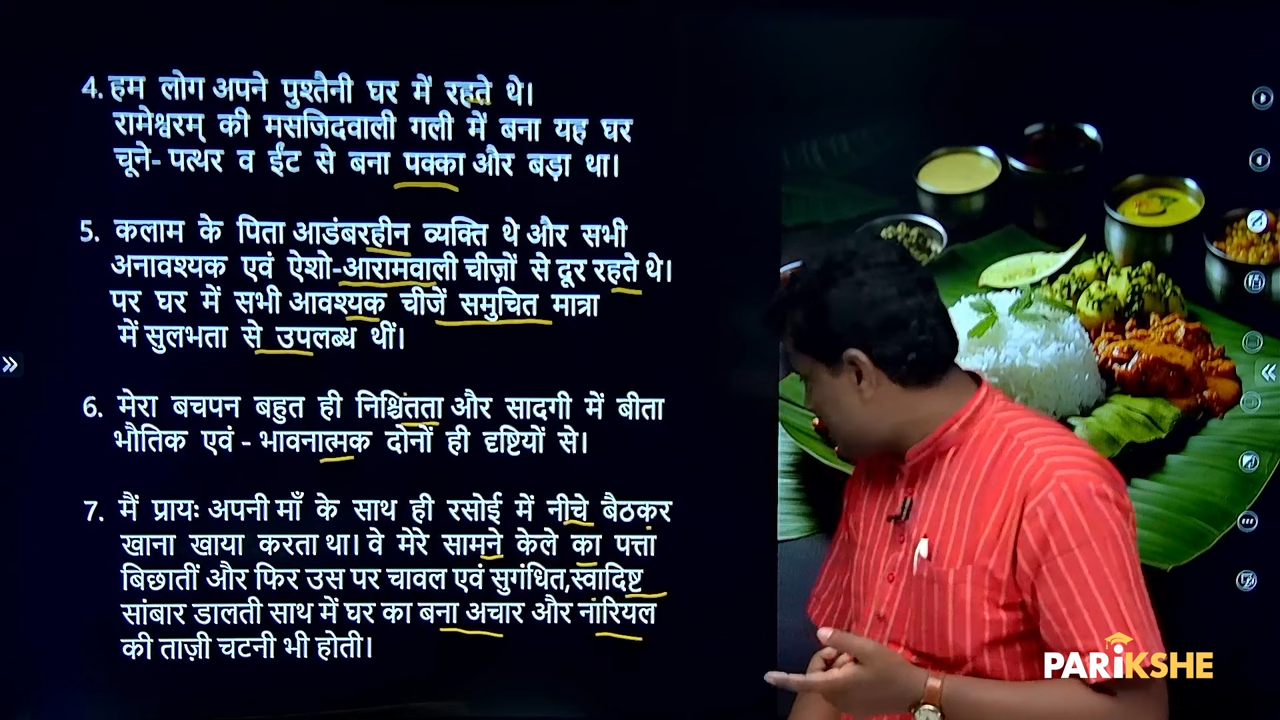 4. हम लोग अपने पुश्तैनी घर में रहते थे।
रामेश्वरम् की मसजिदवाली गली में बना यह घर
चूने- पत्थर व ईंट से बना पक्का और बड़ा था।
5. कलाम के पिता आडंबरहीन व्यक्ति थे और सभी
अनावश्यक एवं ऐशो-आरामवाली चीज़ों से दूर रहते थे।
पर घर में सभी आवश्यक चीजें समुचित मात्रा
में सुलभता से उपलब्ध थीं।
6. मेरा बचपन बहुत ही निश्चिंतता और सादगी में बीता
भौतिक एवं - भावनात्मक दोनों ही दृष्टियों से।
7. मैं प्रायः अपनी माँ के साथ ही रसोई में नीचे बैठकर
खाना खाया करता था। वे मेरे सामने केले का पत्ता
बिछातीं और फिर उस पर चावल एवं सुगंधित,स्वादिष्ट
सांबार डालती साथ में घर का बना अचार और नारियल
की ताज़ी चटनी भी होती।
PARIKSHE